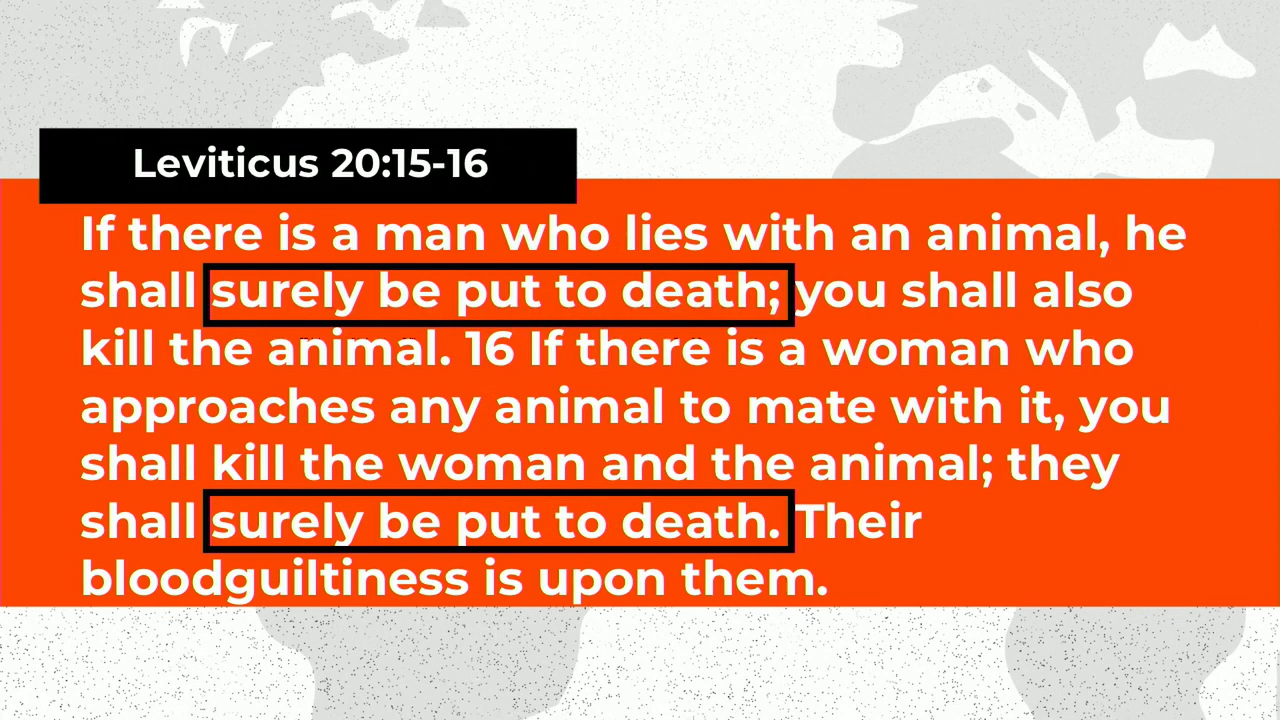 Leviticus 20:15-16
If there is a man who lies with an animal, he
shall surely be put to death; you shall also
kill the animal. 16 If there is a woman who
approaches any animal to mate with it, you
shall kill the woman and the animal; they
shall surely be put to death. Their
bloodguiltiness is upon them.